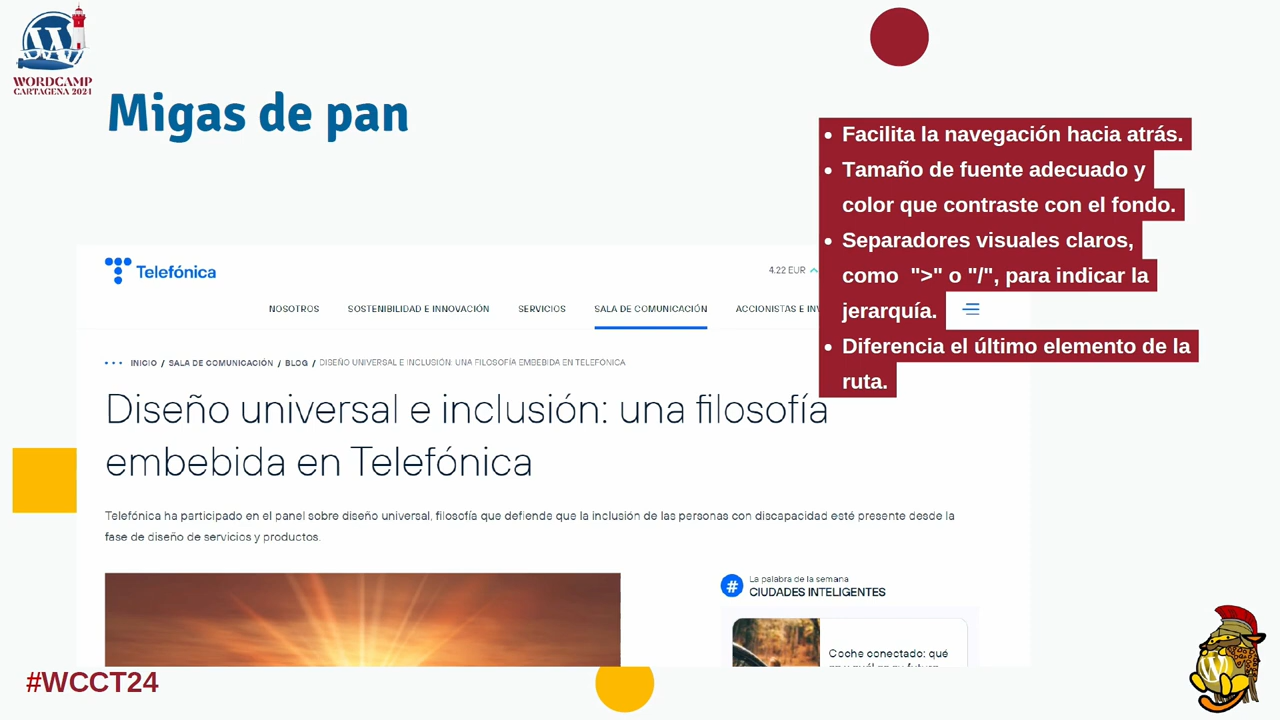 WORDCAMP
CARTAGENA 2024
Migas de pan
Facilita la navegación hacia atrás.
Tamaño de fuente adecuado y
color que contraste con el fondo.
Separadores visuales claros,
como ">" o "/", para indicar la
jerarquía.
Diferencia el último elemento de la
ruta.
Telefónica
4.22 EUR
NOSOTROS SOSTENIBILIDAD E INNOVACIÓN SERVICIOS SALA DE COMUNICACIÓN ACCIONISTAS E
INICIO / SALA DE COMUNICACIÓN / BLOG / DISEÑO UNIVERSAL E INCLUSIÓN: UNA FILOSOFÍA EMBEBIDA EN TELEFÓNICA
Diseño universal e inclusión: una filosofía
embebida en Telefónica
Telefónica ha participado en el panel sobre diseño universal, filosofía que defiende que la inclusión de las personas con discapacidad esté presente desde la
fase de diseño de servicios y productos.
# La palabra de la semana
CIUDADES INTELIGENTES
Coche conectado: qué
#WCCT24